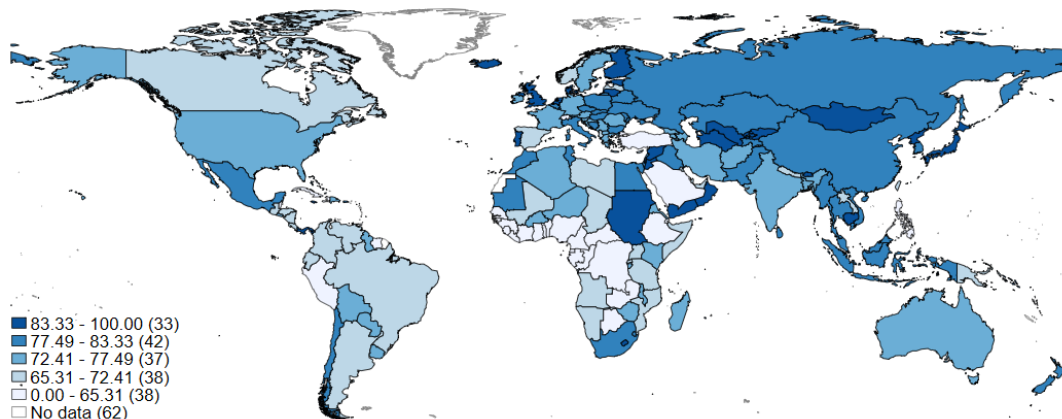 83.33 - 100.00 (33)
77.49 - 83.33 (42)
72.41 - 77.49 (37)
65.31 - 72.41 (38)
0.00 - 65.31 (38)
No data (62)